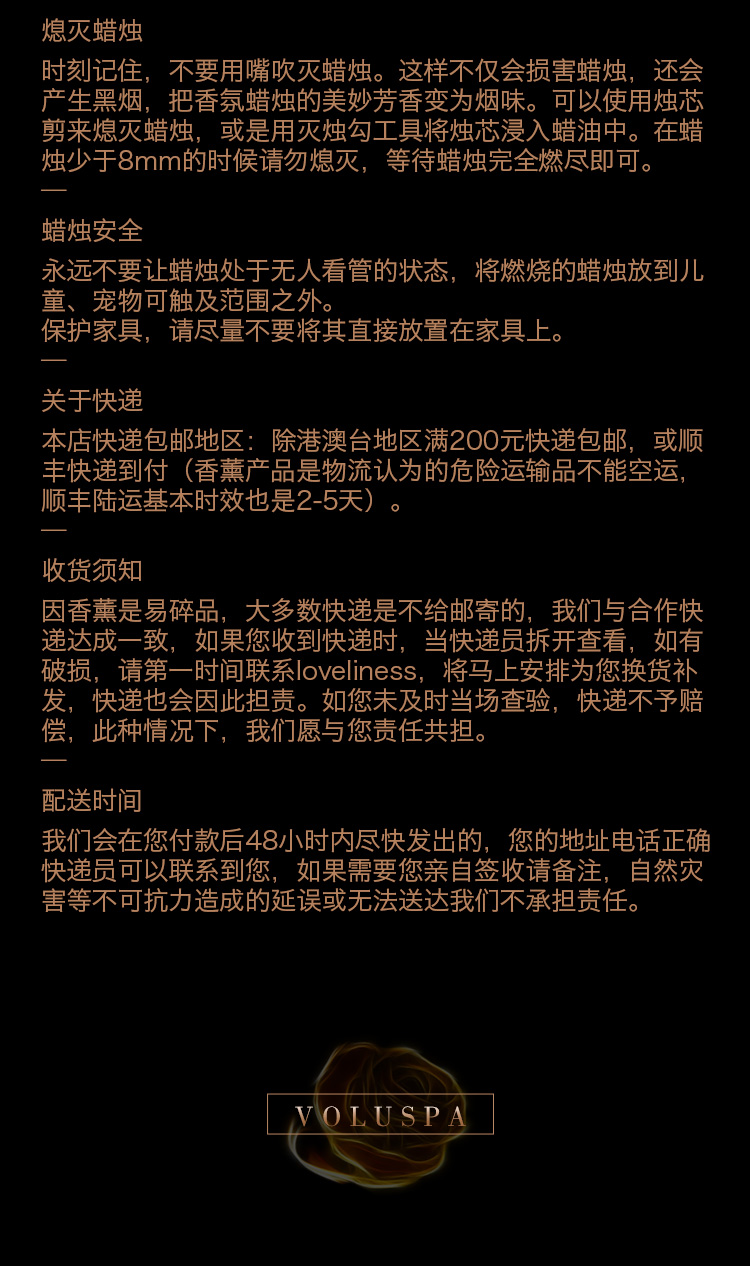 熄灭蜡烛
时刻记住，不要用嘴吹灭蜡烛。这样不仅会损害蜡烛，还会
产生黑烟，把香氛蜡烛的美妙芳香变为烟味。可以使用烛芯
剪来熄灭蜡烛，或是用灭烛勾工具将烛芯浸入蜡油中。在蜡
烛少于8mm的时候请勿熄灭，等待蜡烛完全燃尽即可。
—
蜡烛安全
永远不要让蜡烛处于无人看管的状态，将燃烧的蜡烛放到儿
童、宠物可触及范围之外。
保护家具，请尽量不要将其直接放置在家具上。
—
关于快递
本店快递包邮地区：除港澳台地区满200元快递包邮，或顺
丰快递到付（香薰产品是物流认为的危险运输品不能空运，
顺丰陆运基本时效也是2-5天）。
—
收货须知
因香薰是易碎品，大多数快递是不给邮寄的，我们与合作快
递达成一致，如果您收到快递时，当快递员拆开查看，如有
破损，请第一时间联系loveliness，将马上安排为您换货补
发，快递也会因此担责。如您未及时当场查验，快递不予赔
偿，此种情况下，我们愿与您责任共担。
—
配送时间
我们会在您付款后48小时内尽快发出的，您的地址电话正确
快递员可以联系到您，如果需要您亲自签收请备注，自然灾
害等不可抗力造成的延误或无法送达我们不承担责任。
VOLUSPA